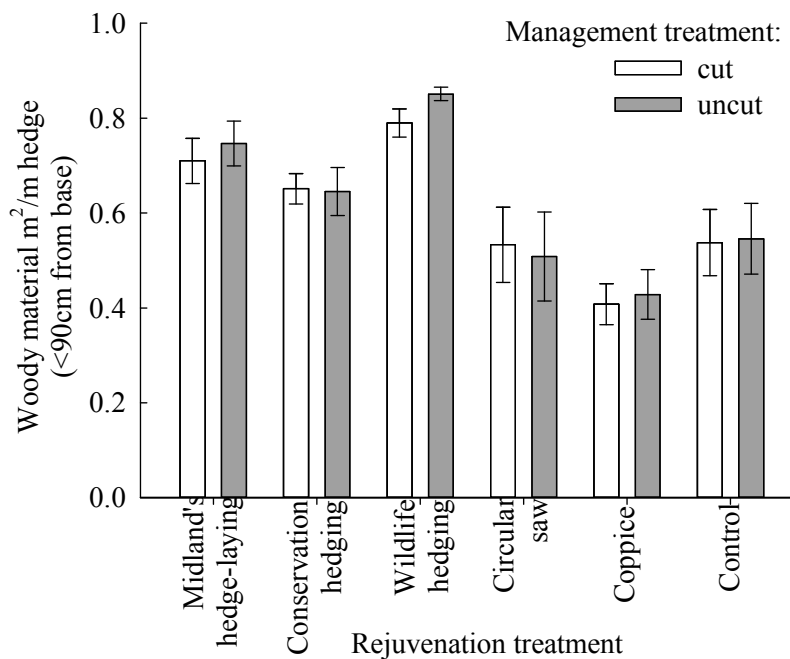 Management treatment:
cut
uncut
Woody material m²/m hedge
(<90cm from base)
1.0
0.8
0.6
0.4
0.2
0.0
Midland's
hedge-laying
Conservation
hedging
Wildlife
hedging
Circular
saw
Coppice
Control
Rejuvenation treatment